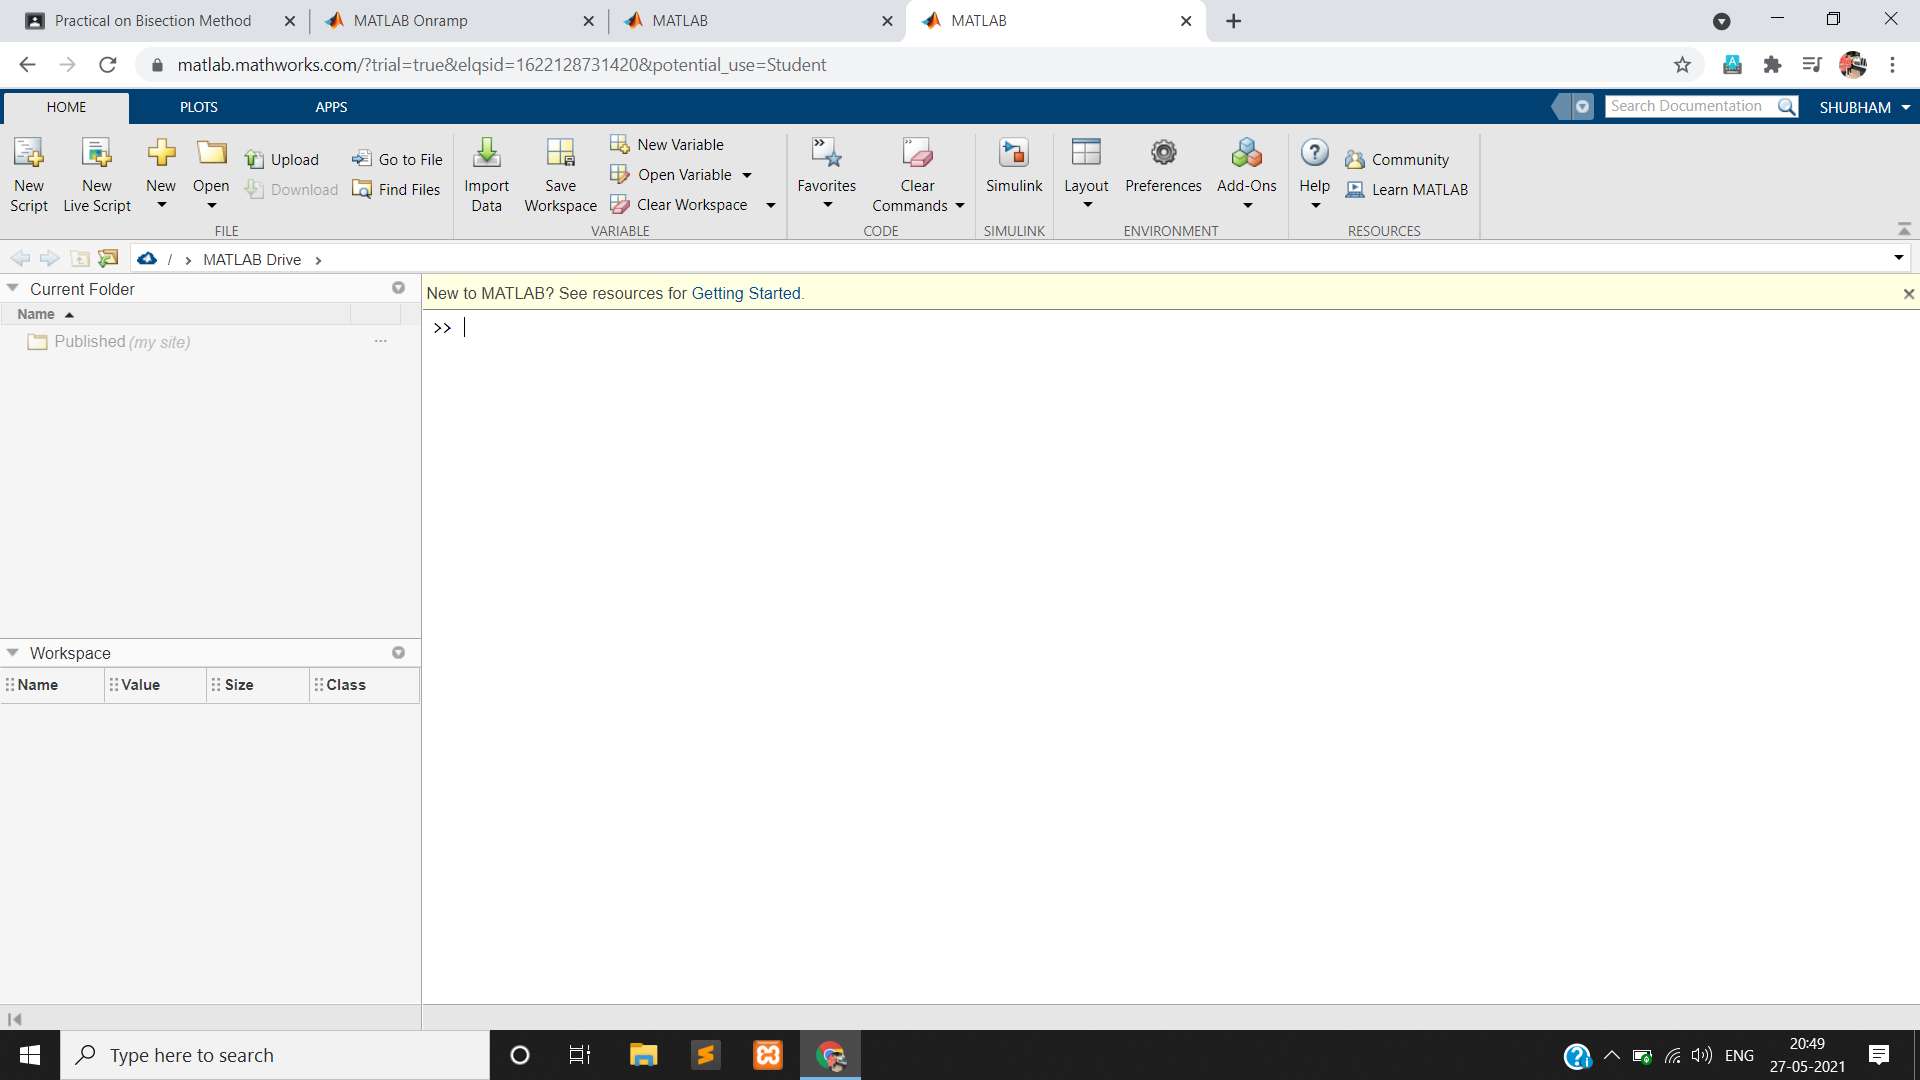 Practical on Bisection Method
MATLAB Onramp
MATLAB
MATLAB
matlab.mathworks.com/?trial=true&elqsid=1622128731420&potential_use=Student
HOME PLOTS APPS
Search Documentation
SHUBHAM
New Script
New Live Script
New
Open
Upload
Download
Go to File
Find Files
FILE
Import Data
Save Workspace
New Variable
Open Variable
Clear Workspace
VARIABLE
Favorites
Clear Commands
CODE
Simulink
SIMULINK
Layout
Preferences
Add-Ons
ENVIRONMENT
Help
Community
Learn MATLAB
RESOURCES
/ > MATLAB Drive >
Current Folder
Name
Published (my site)
New to MATLAB? See resources for Getting Started.
>>
Workspace
Name Value Size Class
Type here to search
ENG
20:49
27-05-2021